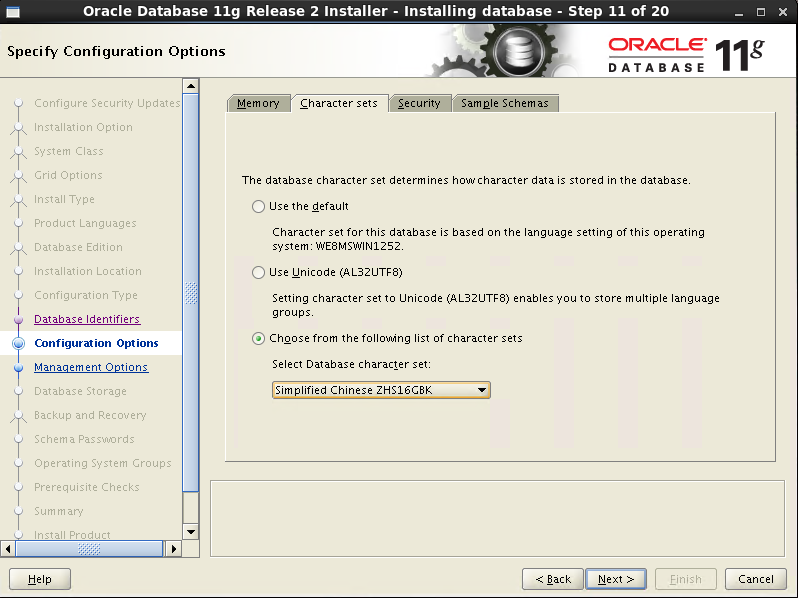 Oracle Database 11g Release 2 Installer - Installing database - Step 11 of 20
Specify Configuration Options
ORACLE
DATABASE
11g
Configure Security Updates
Installation Option
System Class
Grid Options
Install Type
Product Languages
Database Edition
Installation Location
Configuration Type
Database Identifiers
Configuration Options
Management Options
Database Storage
Backup and Recovery
Schema Passwords
Operating System Groups
Prerequisite Checks
Summary
Install Product
Memory
Character sets
Security
Sample Schemas
The database character set determines how character data is stored in the database.
Use the default
Character set for this database is based on the language setting of this operating
system: WE8MSWIN1252.
Use Unicode (AL32UTF8)
Setting character set to Unicode (AL32UTF8) enables you to store multiple language
groups.
Choose from the following list of character sets
Select Database character set:
Simplified Chinese ZHS16GBK
Help
< Back
Next >
Finish
Cancel